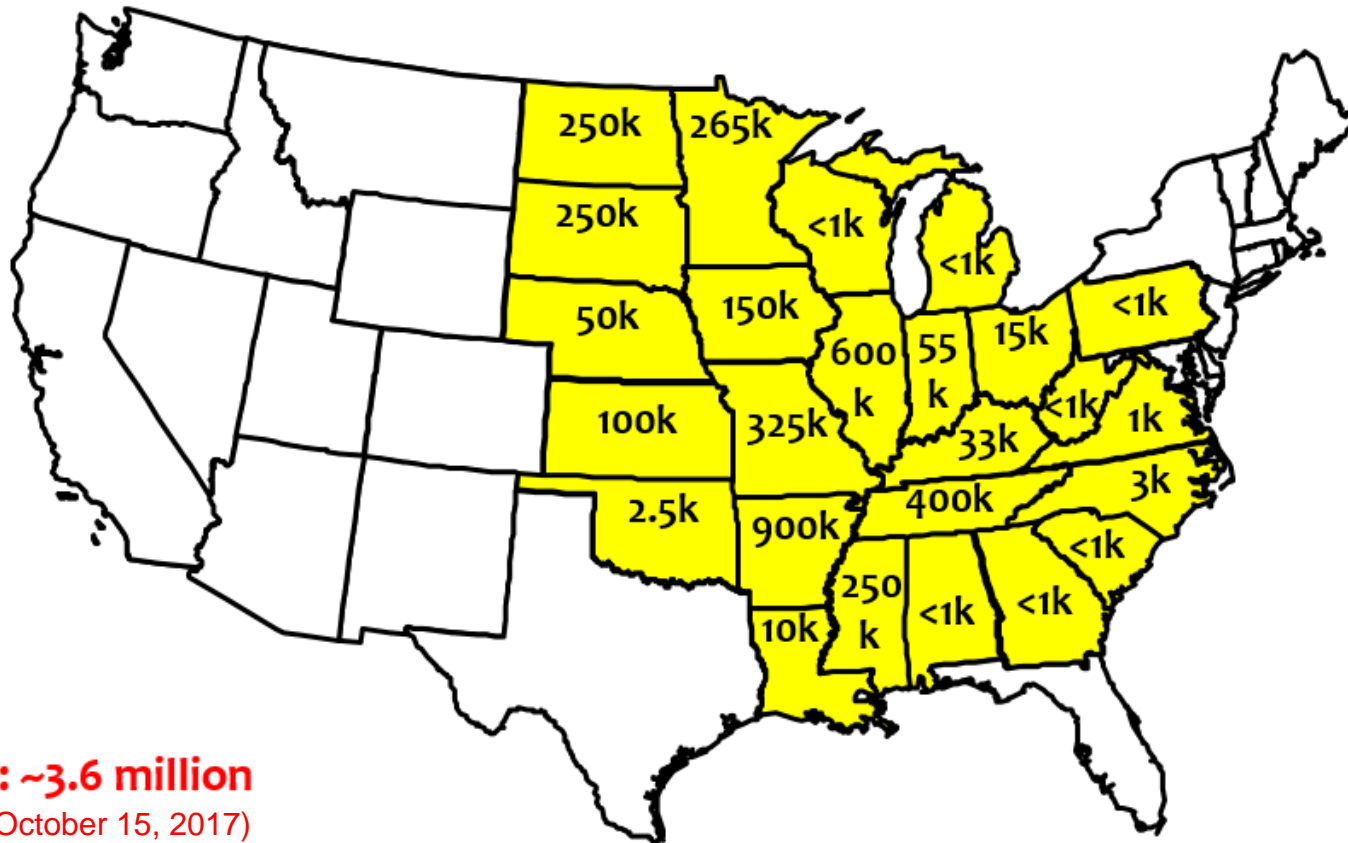 250k
265k
250k
<1k
<1k
50k
150k
<1k
600
k
55
k
15k
100k
325k
<1k
1k
33k
2.5k
900k
400k
3k
<1k
250
k
<1k
<1k
10k
: ~3.6 million
October 15, 2017)